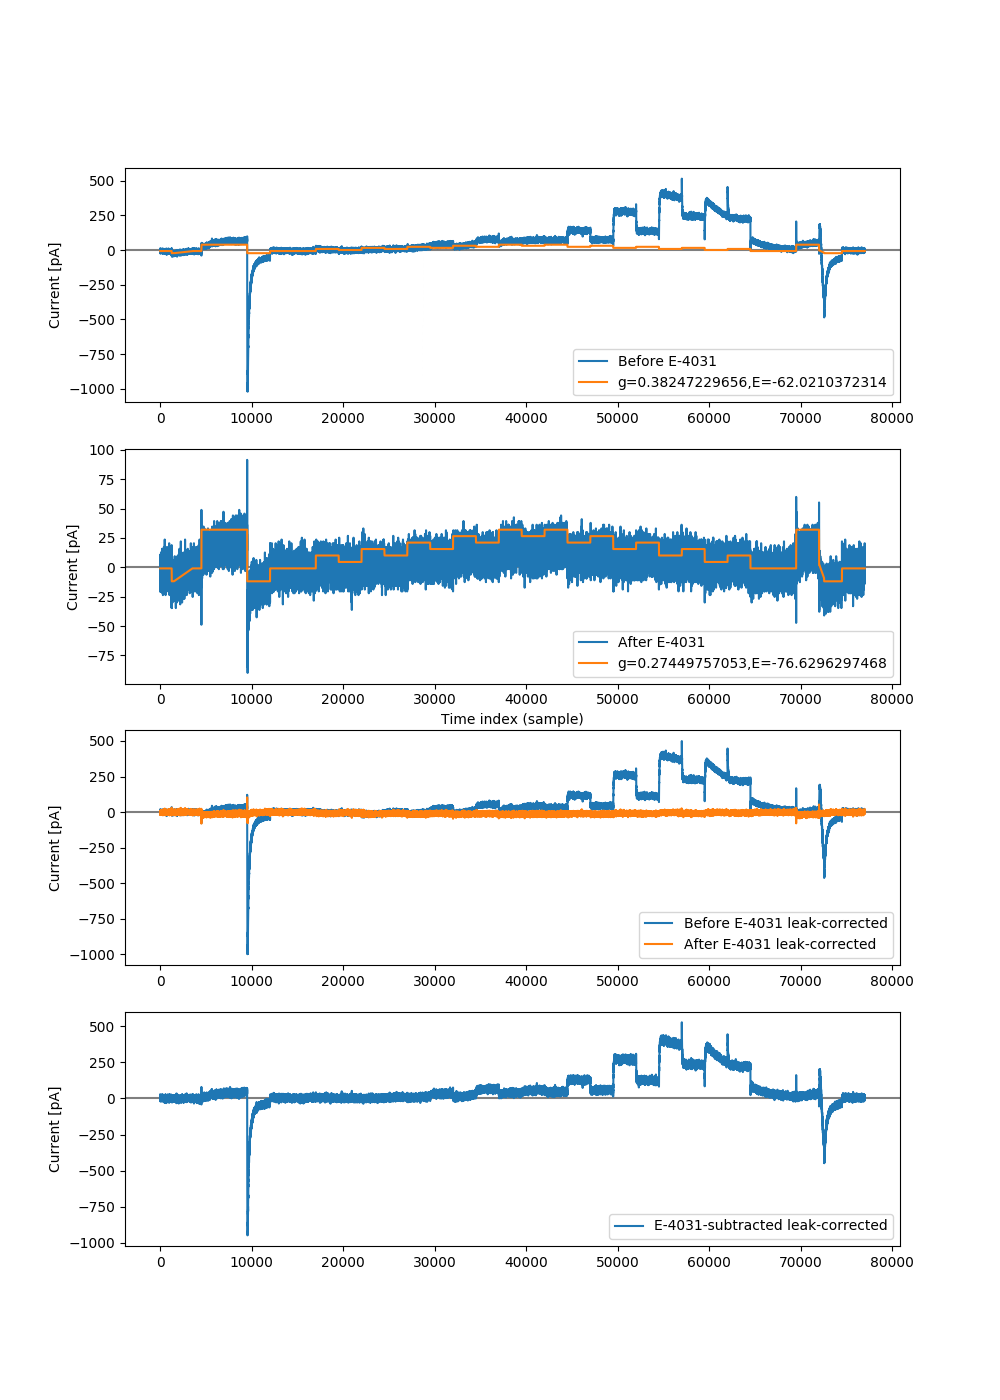 500
250
0
−250
−500
−750
−1000
Current [pA]
Before E-4031
g=0.38247229656,E=-62.0210372314
0 10000 20000 30000 40000 50000 60000 70000 80000
100
75
50
25
0
−25
−50
−75
Current [pA]
After E-4031
g=0.27449757053,E=-76.6296297468
0 10000 20000 30000 40000 50000 60000 70000 80000
Time index (sample)
500
250
0
−250
−500
−750
−1000
Current [pA]
Before E-4031 leak-corrected
After E-4031 leak-corrected
0 10000 20000 30000 40000 50000 60000 70000 80000
500
250
0
−250
−500
−750
−1000
Current [pA]
E-4031-subtracted leak-corrected
0 10000 20000 30000 40000 50000 60000 70000 80000